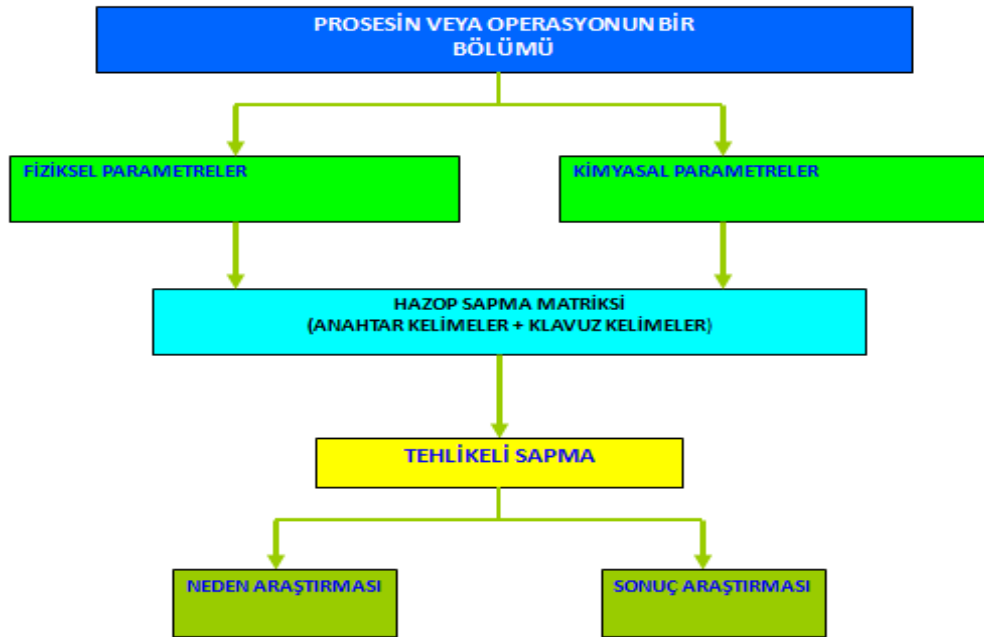 PROSESİN VEYA OPERASYONUN BİR
BÖLÜMÜ
FİZİKSEL PARAMETRELER
KİMYASAL PARAMETRELER
HAZOP SAPMA MATRİKSİ
(ANAHTAR KELİMELER + KLAVUZ KELİMELER)
TEHLİKELİ SAPMA
NEDEN ARAŞTIRMASI
SONUÇ ARAŞTIRMASI